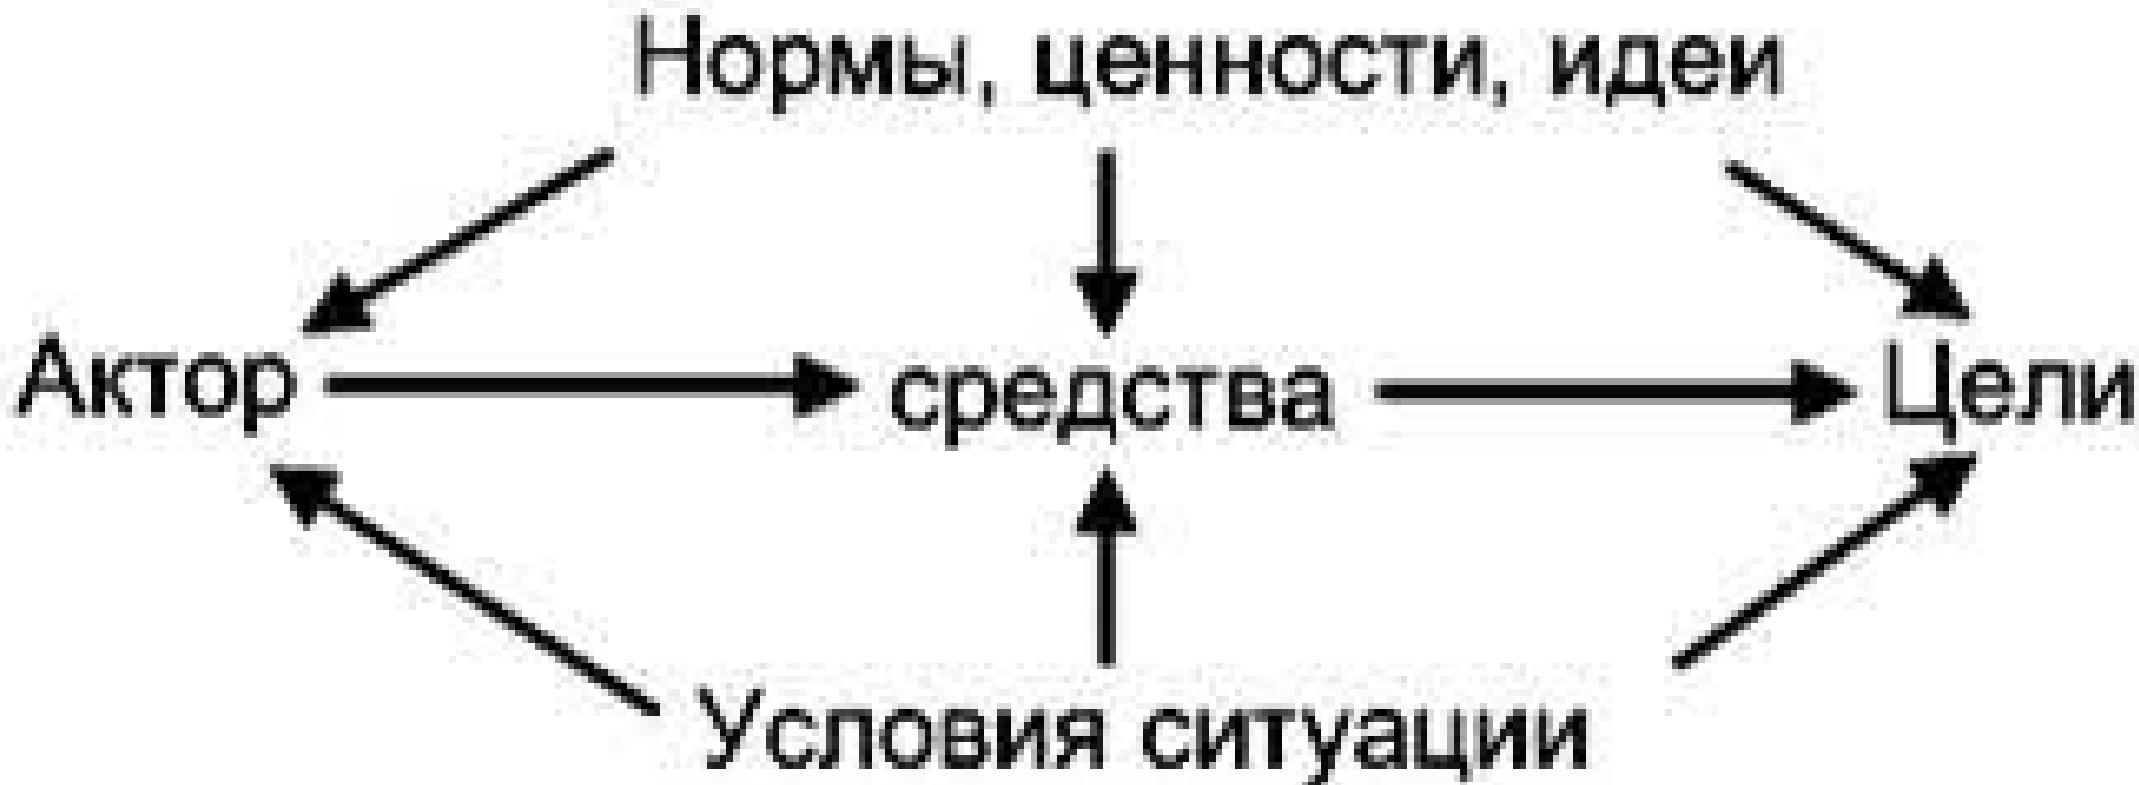 Нормы, ценности, идеи
Актор средства Цели
Условия ситуации